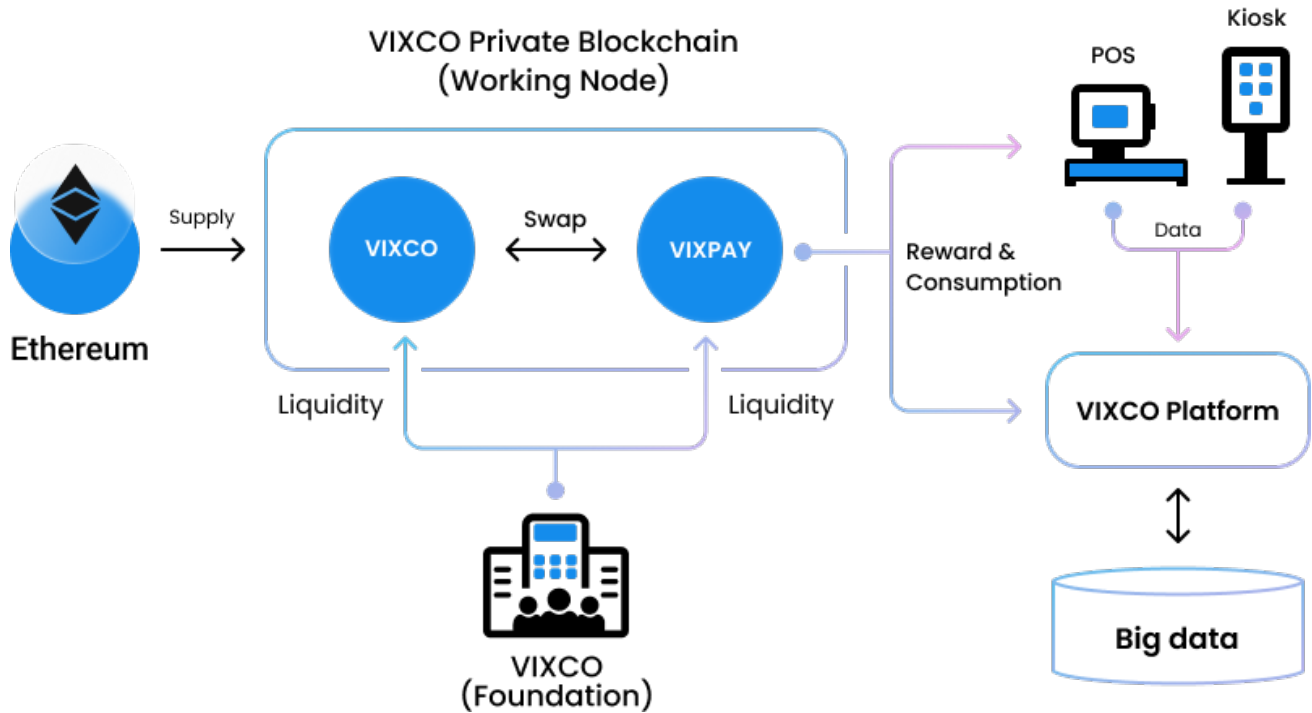 VIXCO Private Blockchain
(Working Node)
Kiosk
POS
Supply
VIXCO
Swap
VIXPAY
Reward &
Consumption
Data
Ethereum
Liquidity
Liquidity
VIXCO Platform
VIXCO
(Foundation)
Big data